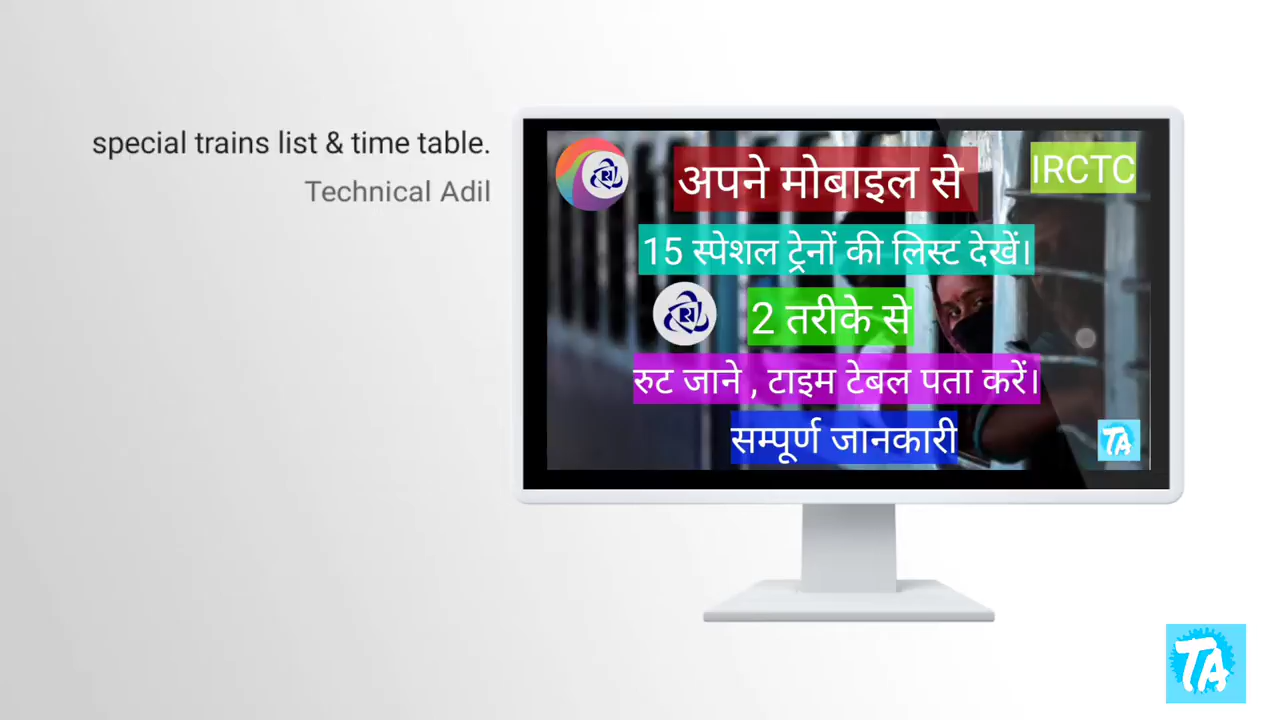 special trains list & time table.
Technical Adil
अपने मोबाइल से
IRCTC
15 स्पेशल ट्रेनों की लिस्ट देखें।
2 तरीके से
रुट जाने , टाइम टेबल पता करें।
सम्पूर्ण जानकारी
TA
TA